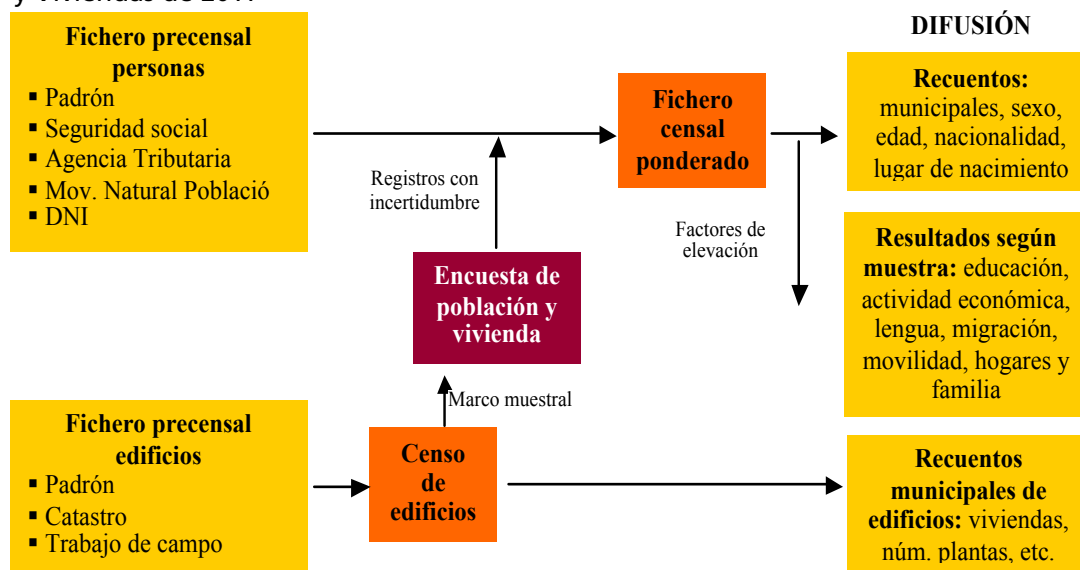 DIFUSIÓN
Fichero precensal
personas
▪ Padrón
▪ Seguridad social
▪ Agencia Tributaria
▪ Mov. Natural Població
▪ DNI
Registros con
incertidumbre
Fichero
censal
ponderado
Recuentos:
municipales, sexo,
edad, nacionalidad,
lugar de nacimiento
Factores de
elevación
Encuesta de
población y
vivienda
Resultados según
muestra: educación,
actividad económica,
lengua, migración,
movilidad, hogares y
familia
Marco muestral
Fichero precensal
edificios
▪ Padrón
▪ Catastro
▪ Trabajo de campo
Censo
de
edificios
Recuentos
municipales de
edificios: viviendas,
núm. plantas, etc.